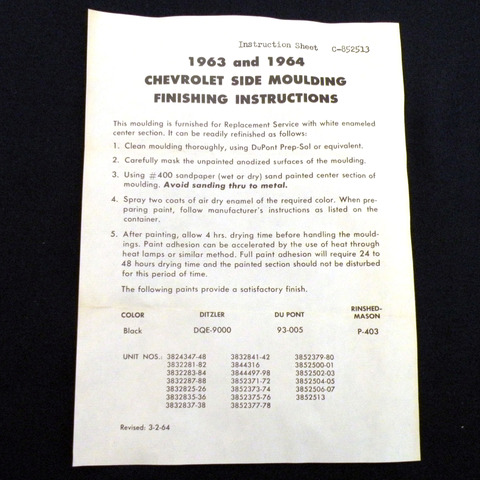 Instruction Sheet C-852513
1963 and 1964
CHEVROLET SIDE MOULDING
FINISHING INSTRUCTIONS
This moulding is furnished for Replacement Service with white enameled
center section. It can be readily refinished as follows:
1. Clean moulding thoroughly, using DuPont Prep-Sol or equivalent.
2. Carefully mask the unpainted anodized surfaces of the moulding.
3. Using #400 sandpaper (wet or dry) sand painted center section of
moulding. Avoid sanding thru to metal.
4. Spray two coats of air dry enamel of the required color. When pre-
paring paint, follow manufacturer's instructions as listed on the
container.
5. After painting, allow 4 hrs. drying time before handling the mould-
ings. Paint adhesion can be accelerated by the use of heat through
heat lamps or similar method. Full paint adhesion will require 24 to
48 hours drying time and the painted section should not be disturbed
for this period of time.
The following paints provide a satisfactory finish.
COLOR DITZLER DU PONT RINSHED-
MASON
Black DQE-9000 93-005 P-403
UNIT NOS.: 3824347-48 3832841-42 3852379-80
3832281-82 3844316 3852500-01
3832283-84 3844497-98 3852502-03
3832287-88 3852371-72 3852504-05
3832825-26 3852373-74 3852506-07
3832835-36 3852375-76 3852513
3832837-38 3852377-78
Revised: 3-2-64